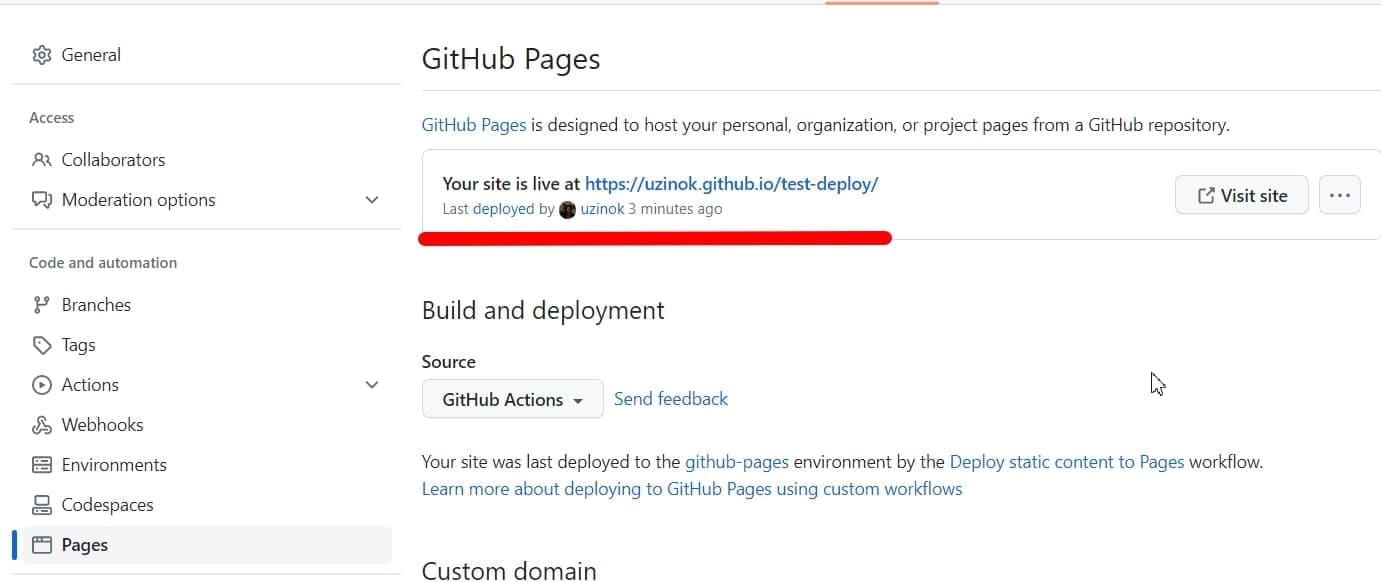 General
Access
Collaborators
Moderation options
Code and automation
Branches
Tags
Actions
Webhooks
Environments
Codespaces
Pages
GitHub Pages
GitHub Pages is designed to host your personal, organization, or project pages from a GitHub repository.
Your site is live at https://uzinok.github.io/test-deploy/
Last deployed by uzinok 3 minutes ago
Visit site
Build and deployment
Source
GitHub Actions
Send feedback
Your site was last deployed to the github-pages environment by the Deploy static content to Pages workflow.
Learn more about deploying to GitHub Pages using custom workflows
Custom domain